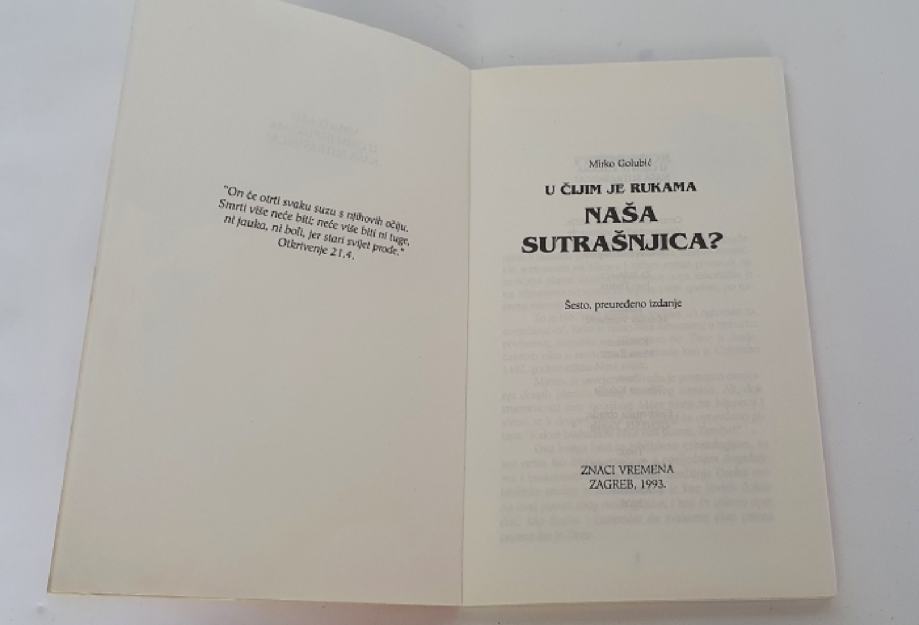 "On će otrti svaku suzu s njihovih očiju.
Smrti više neće biti; neće više biti ni tuge,
ni jauka, ni boli, jer stari svijet prođe."
Otkrivenje 21,4.
Mirko Golubić
U ČIJIM JE RUKAMA
NAŠA
SUTRAŠNJICA?
Šesto, preuređeno izdanje
ZNACI VREMENA
ZAGREB, 1993.